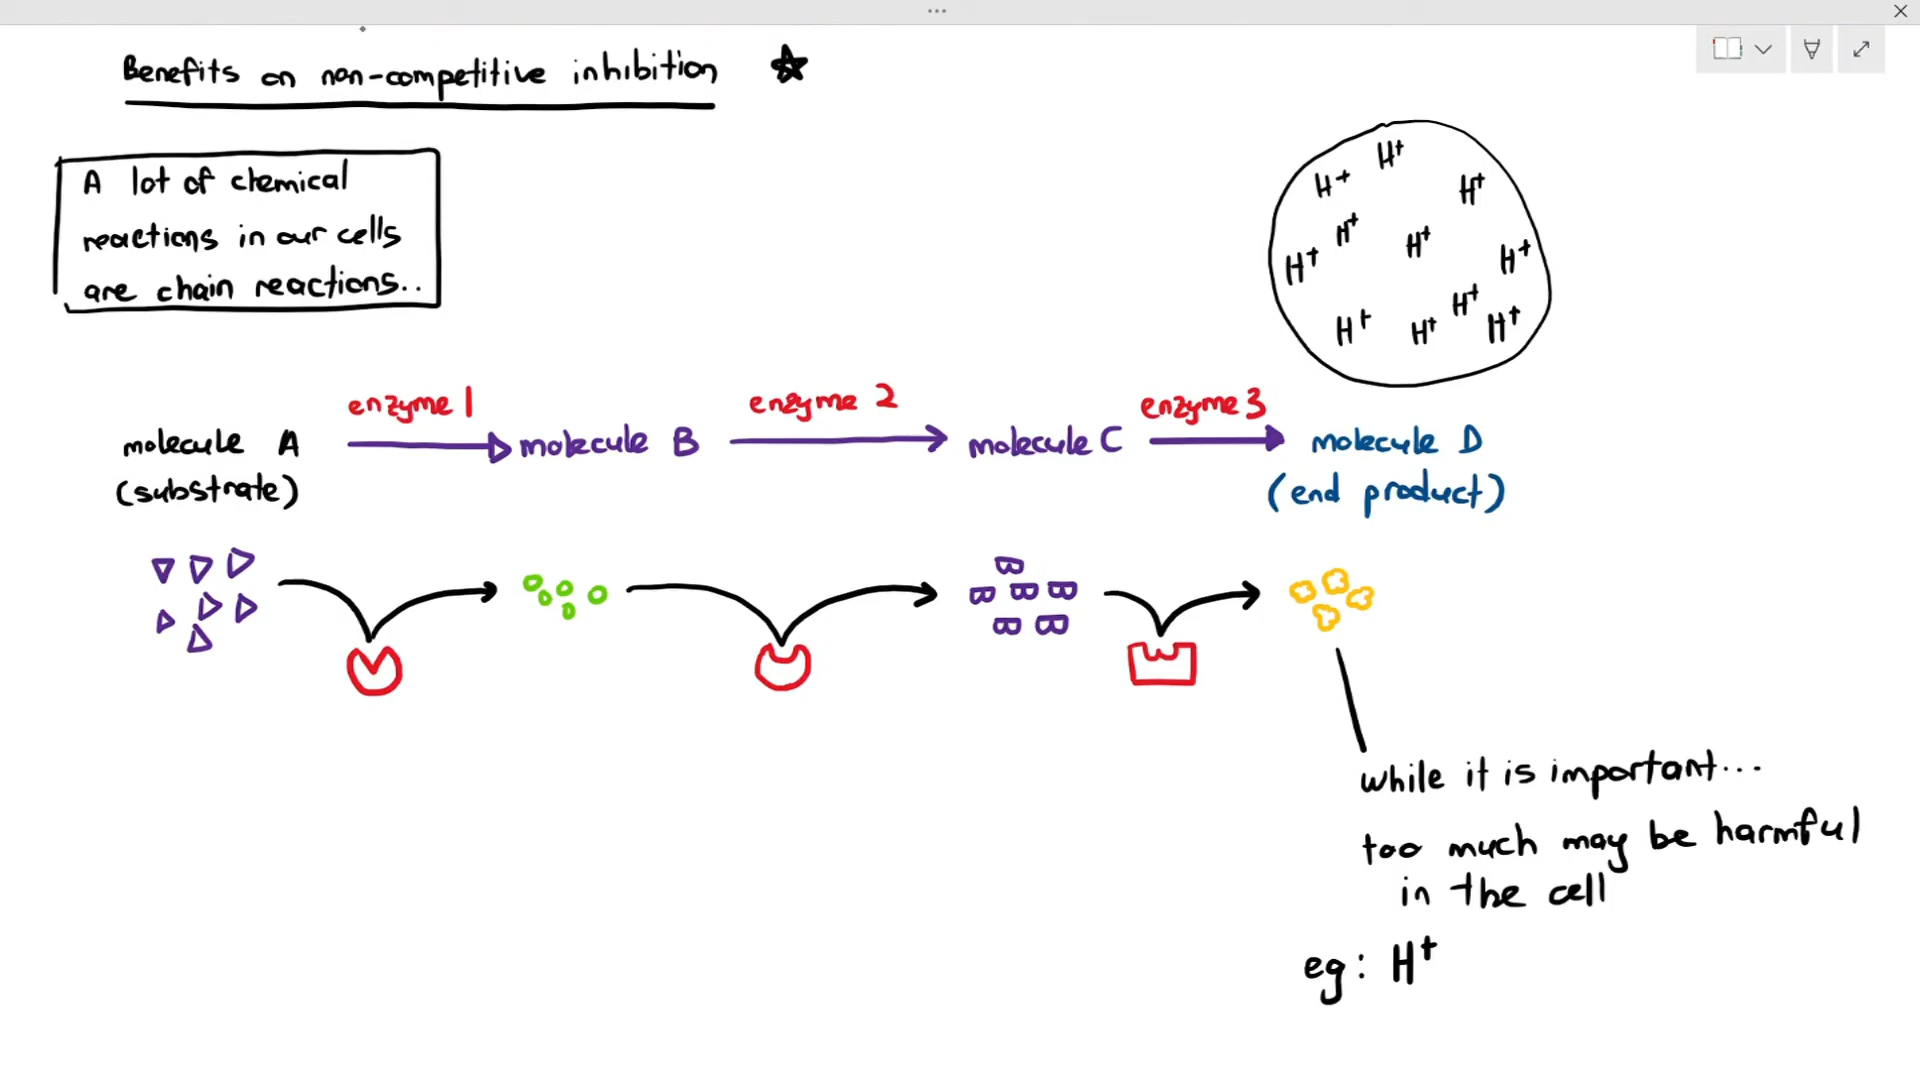 Benefits on non-competitive inhibition
A lot of chemical
reactions in our cells
are chain reactions..
H+
H+
H+
H+
H+
H+
H+
H+
H+
H+
H+
enzyme 1
enzyme 2
enzyme 3
molecule A
molecule B
molecule C
molecule D
(substrate)
(end product)
while it is important...
too much may be harmful
in the cell
eg: H+